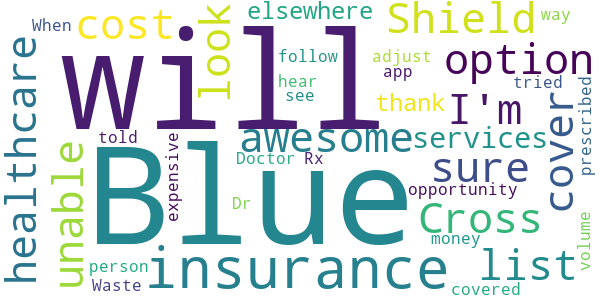 When
cost
look
elsewhere
Shield
way
will
follow
adjust
app
option
hear
see
thank
tried
I'm
healthcare
unable
told
expensive
awesome
services
cover
prescribed
Blue
Doctor
Rx
sure
opportunity
Dr
Cross
volume
person
Waste
insurance
money
list
covered